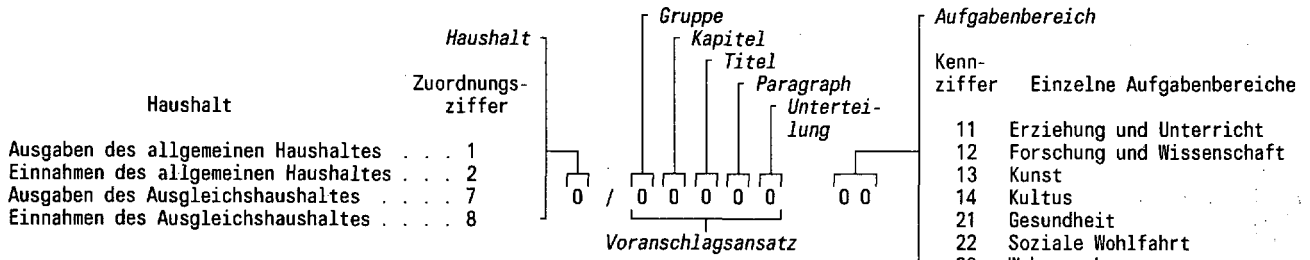 Gruppe
Aufgabenbereich
Haushalt
Kapitel
Titel
Paragraph
Untertei-
lung
Haushalt
Zuordnungs-
ziffer
Kenn-
ziffer Einzelne Aufgabenbereiche
Ausgaben des allgemeinen Haushaltes . . . 1
Einnahmen des allgemeinen Haushaltes . . . 2
Ausgaben des Ausgleichshaushaltes . . . . 7
Einnahmen des Ausgleichshaushaltes . . . . 8
0 / 0 0 0 0 0 0 0
Voranschlagsansatz
11 Erziehung und Unterricht
12 Forschung und Wissenschaft
13 Kunst
14 Kultus
21 Gesundheit
22 Soziale Wohlfahrt